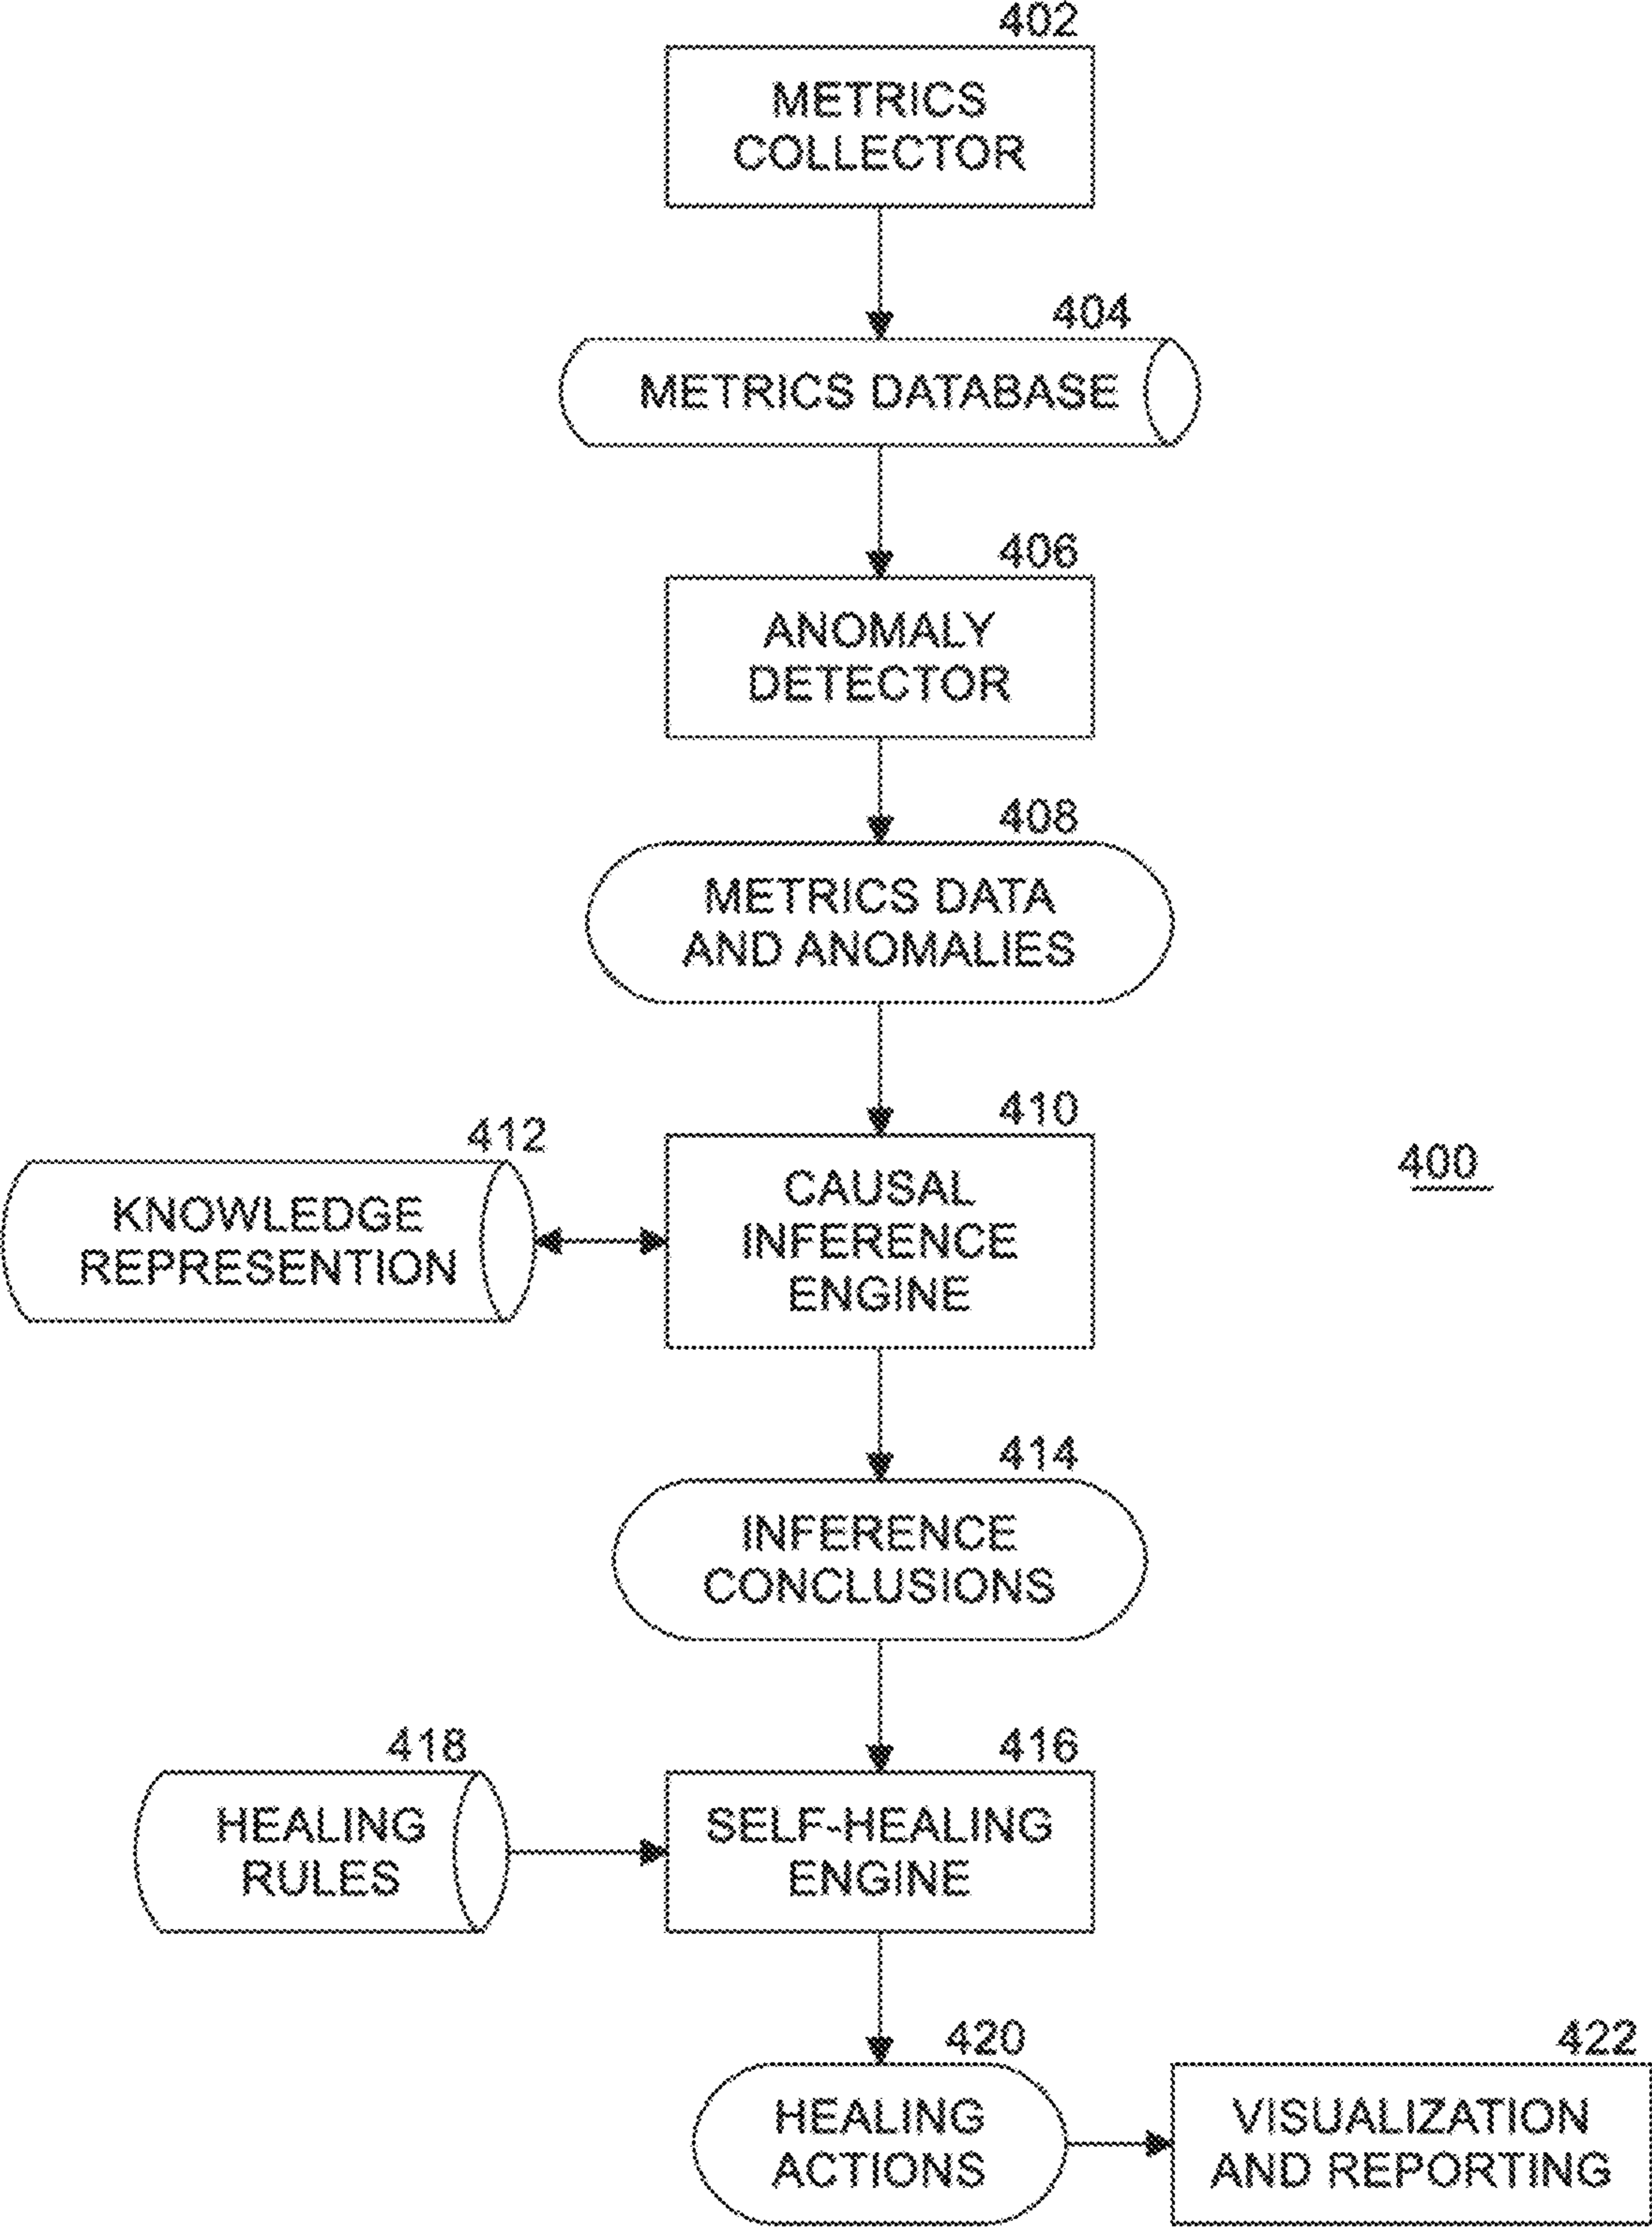 402
METRICS
COLLECTOR
404
METRICS DATABASE
406
ANOMALY
DETECTOR
408
METRICS DATA
AND ANOMALIES
410
CAUSAL
INFERENCE
ENGINE
412
KNOWLEDGE
REPRESENTION
400
414
INFERENCE
CONCLUSIONS
418
HEALING
RULES
416
SELF-HEALING
ENGINE
420
HEALING
ACTIONS
422
VISUALIZATION
AND REPORTING